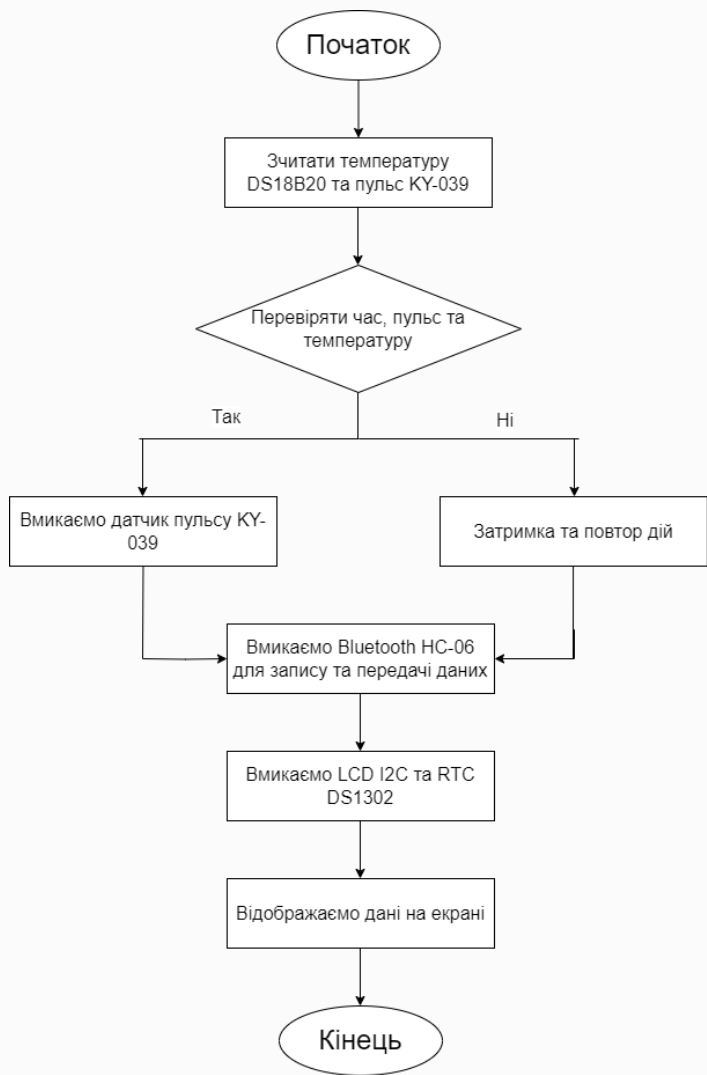 Початок
Зчитати температуру
DS18B20 та пульс KY-039
Перевіряти час, пульс та
температуру
Так
Ні
Вмикаємо датчик пульсу KY-
039
Затримка та повтор дій
Вмикаємо Bluetooth HC-06
для запису та передачі даних
Вмикаємо LCD I2C та RTC
DS1302
Відображаємо дані на екрані
Кінець